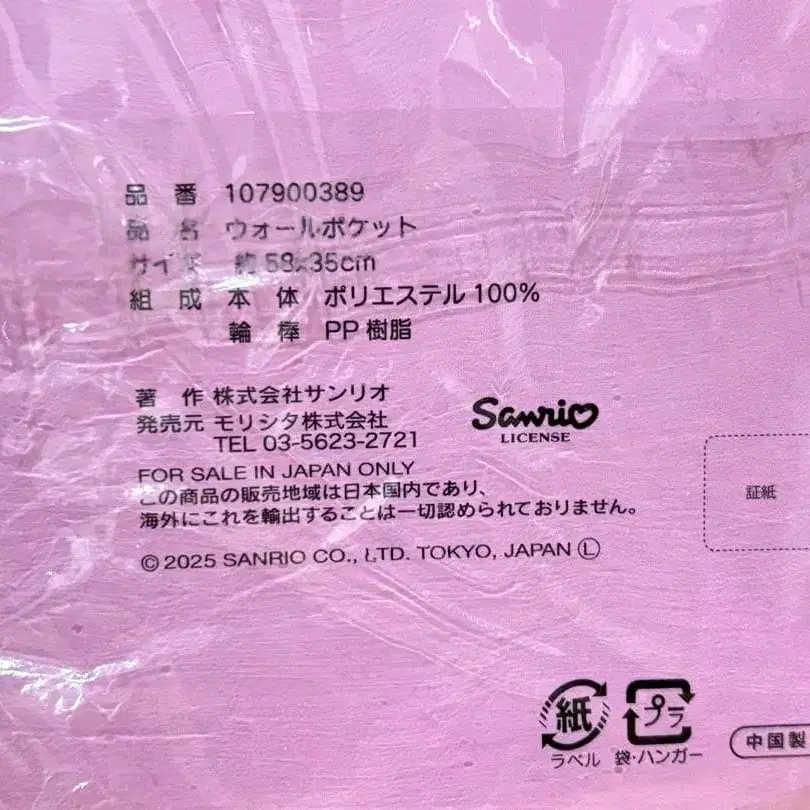 品 番 107900389
品 名 ウォールポケット
サイズ 約58×35cm
組 成 本 体 ポリエステル100%
輪 棒 PP樹脂
著 作 株式会社サンリオ
発売元 モリシタ株式会社
TEL 03-5623-2721
Sanrio
LICENSE
FOR SALE IN JAPAN ONLY
この商品の販売地域は日本国内であり、
海外にこれを輸出することは一切認められておりません。
証紙
© 2025 SANRIO CO., LTD. TOKYO, JAPAN Ⓛ
紙
ラベル
プラ
袋・ハンガー
中国製